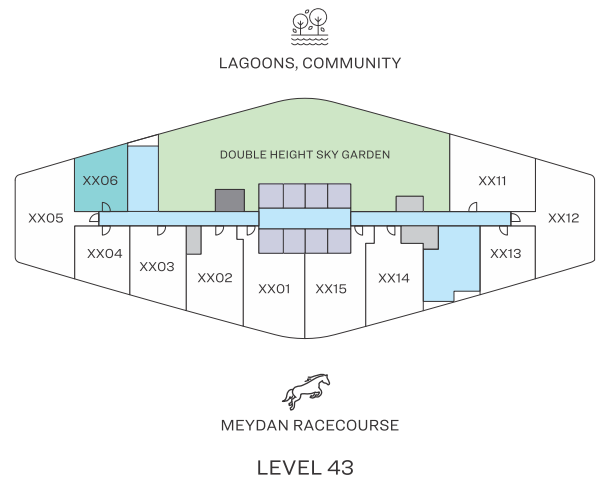 LAGOONS, COMMUNITY
DOUBLE HEIGHT SKY GARDEN
XX06
XX11
XX05
XX12
XX04
XX03
XX02
XX01
XX15
XX14
XX13
MEYDAN RACECOURSE
LEVEL 43